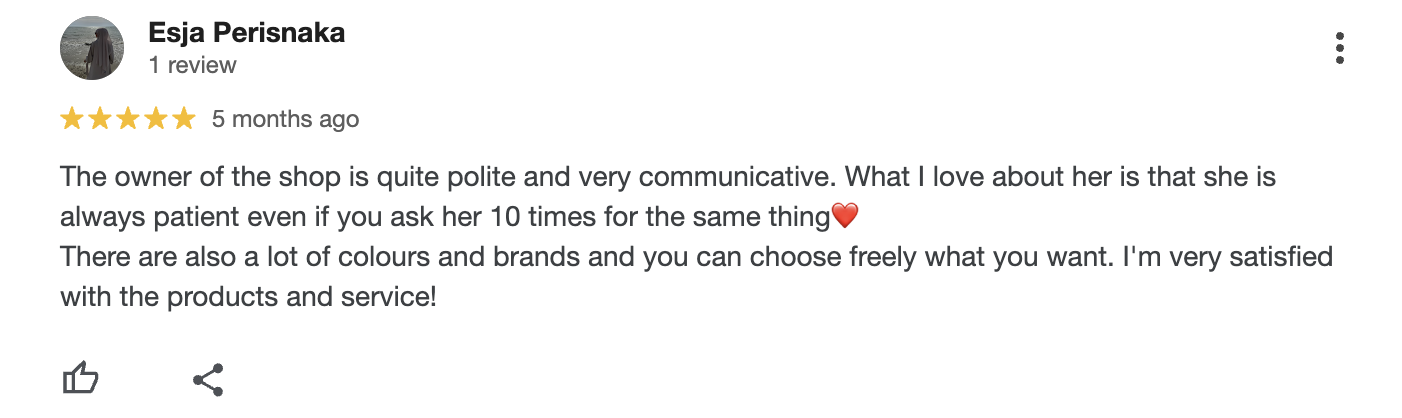 Esja Perisnaka
1 review
5 months ago
The owner of the shop is quite polite and very communicative. What I love about her is that she is
always patient even if you ask her 10 times for the same thing❤️
There are also a lot of colours and brands and you can choose freely what you want. I'm very satisfied
with the products and service!